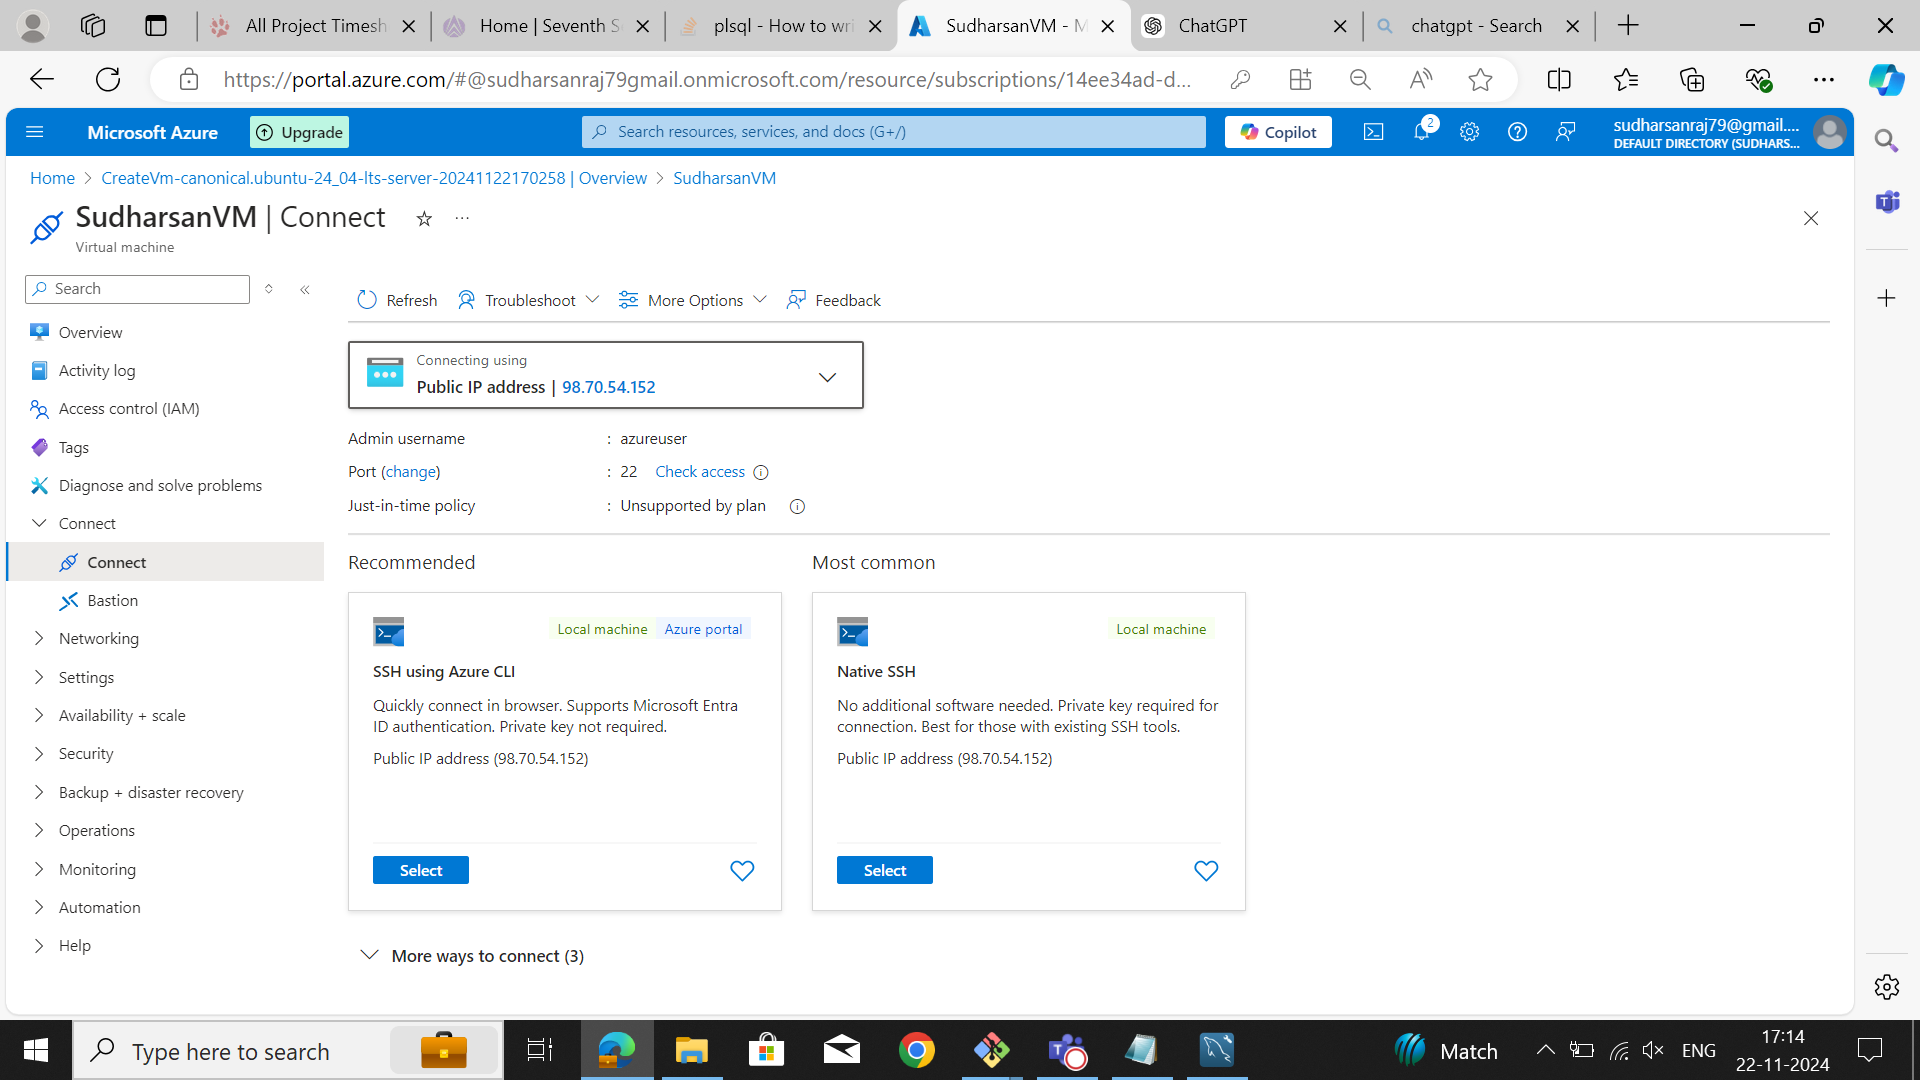 All Project Timesh
Home | Seventh S
plsql - How to wri
SudharsanVM - M
ChatGPT
chatgpt - Search
https://portal.azure.com/#@sudharsanraj79gmail.onmicrosoft.com/resource/subscriptions/14ee34ad-d...
Microsoft Azure
Upgrade
Search resources, services, and docs (G+/)
Copilot
2
sudharsanraj79@gmail....
DEFAULT DIRECTORY (SUDHARS...
Home > CreateVm-canonical.ubuntu-24_04-lts-server-20241122170258 | Overview > SudharsanVM
SudharsanVM | Connect
Virtual machine
Search
Refresh
Troubleshoot
More Options
Feedback
Overview
Activity log
Access control (IAM)
Tags
Diagnose and solve problems
Connect
Connect
Bastion
Networking
Settings
Availability + scale
Security
Backup + disaster recovery
Operations
Monitoring
Automation
Help
Connecting using
Public IP address | 98.70.54.152
Admin username : azureuser
Port (change) : 22 Check access
Just-in-time policy : Unsupported by plan
Recommended
Local machine Azure portal
SSH using Azure CLI
Quickly connect in browser. Supports Microsoft Entra
ID authentication. Private key not required.
Public IP address (98.70.54.152)
Select
Most common
Local machine
Native SSH
No additional software needed. Private key required for
connection. Best for those with existing SSH tools.
Public IP address (98.70.54.152)
Select
More ways to connect (3)
Type here to search
Match
ENG
17:14
22-11-2024